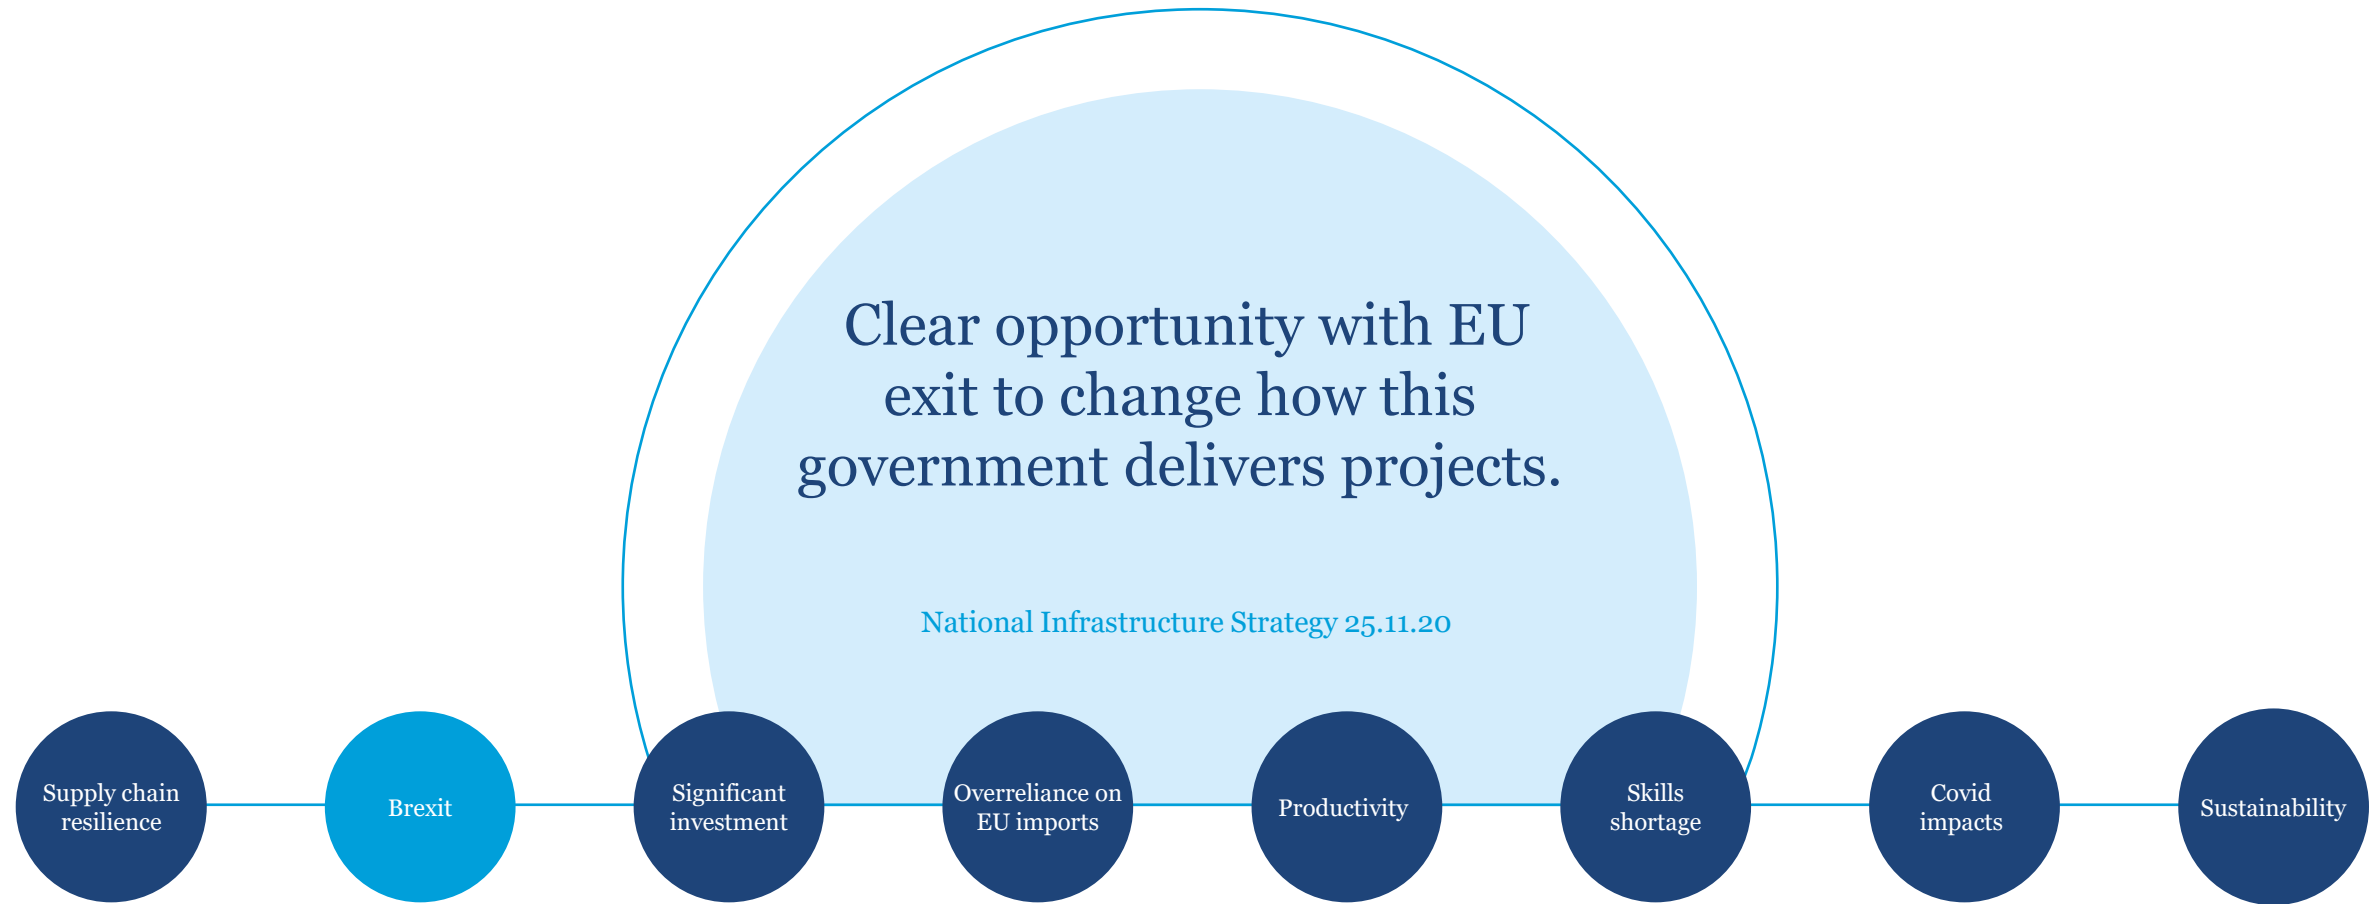 Clear opportunity with EU
exit to change how this
government delivers projects.
National Infrastructure Strategy 25.11.20
Supply chain
resilience
Brexit
Significant
investment
Overreliance on
EU imports
Productivity
Skills
shortage
Covid
impacts
Sustainability